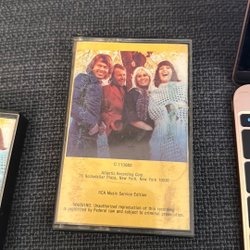 Atlantic Recording Corp
75 Rockefeller Plaza, New York, New York 10019
RCA Music Service Edition
WARNING: Unauthorized reproduction of this recording
is prohibited by Federal law and subject to criminal prosecution.